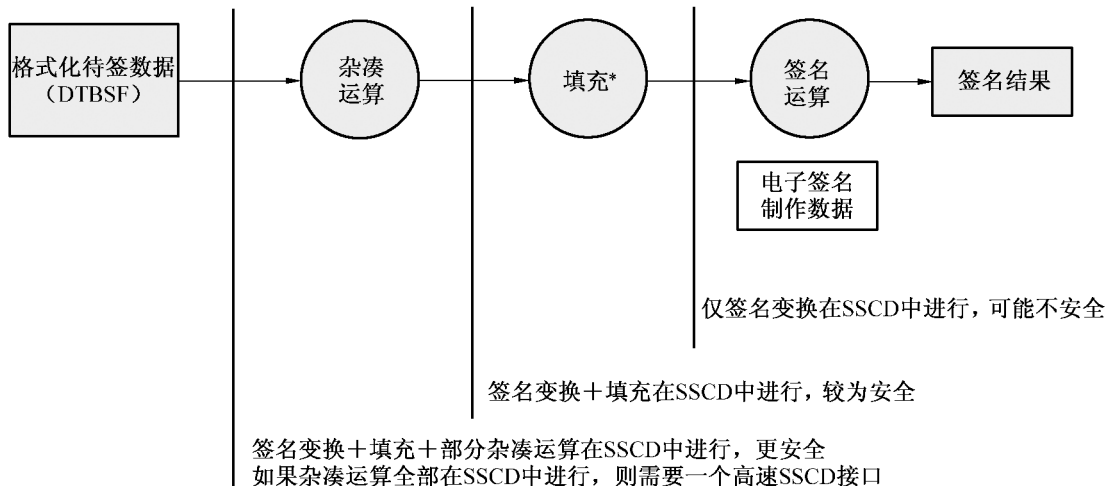 格式化待签数据
（DTBSF）
杂凑
运算
填充*
签名
运算
签名结果
电子签名
制作数据
仅签名变换在SSCD中进行，可能不安全
签名变换＋填充在SSCD中进行，较为安全
签名变换＋填充＋部分杂凑运算在SSCD中进行，更安全
如果杂凑运算全部在SSCD中进行，则需要一个高速SSCD接口